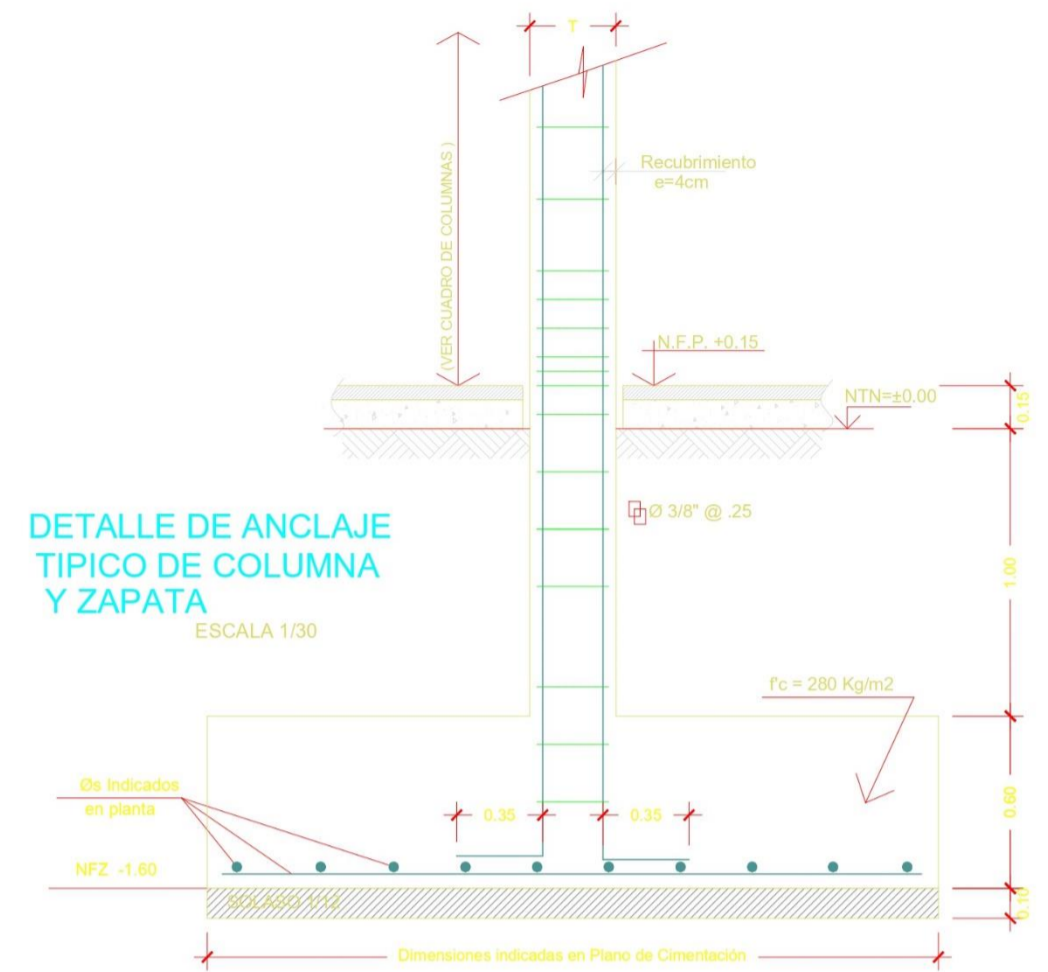 T
(VER CUADRO DE COLUMNAS )
Recubrimiento
e=4cm
N.F.P. +0.15
NTN=±0.00
0.15
Ø 3/8" @ .25
DETALLE DE ANCLAJE
TIPICO DE COLUMNA
Y ZAPATA
ESCALA 1/30
1.00
f'c = 280 Kg/m2
Øs Indicados
en planta
0.35
0.35
0.60
NFZ -1.60
SOLASO 1/12
0.10
Dimensiones indicadas en Plano de Cimentación